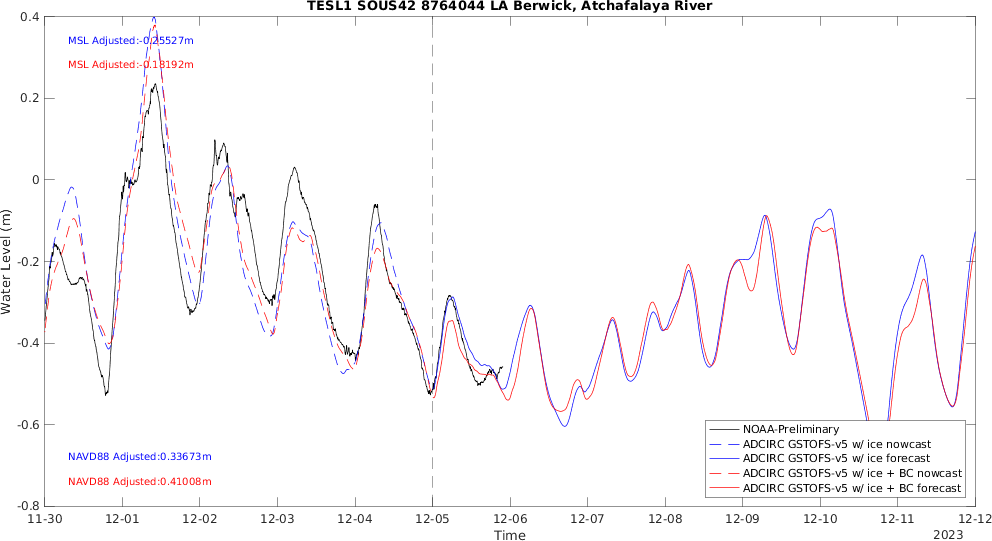 TESL1 SOUS42 8764044 LA Berwick, Atchafalaya River
0.4
0.2
0
-0.2
-0.4
-0.6
-0.8
Water Level (m)
MSL Adjusted:-0.25527m
MSL Adjusted:-0.18192m
NAVD88 Adjusted:0.33673m
NAVD88 Adjusted:0.41008m
NOAA-Preliminary
ADCIRC GSTOFS-v5 w/ ice nowcast
ADCIRC GSTOFS-v5 w/ ice forecast
ADCIRC GSTOFS-v5 w/ ice + BC nowcast
ADCIRC GSTOFS-v5 w/ ice + BC forecast
11-30 12-01 12-02 12-03 12-04 12-05 12-06 12-07 12-08 12-09 12-10 12-11 12-12
Time
2023